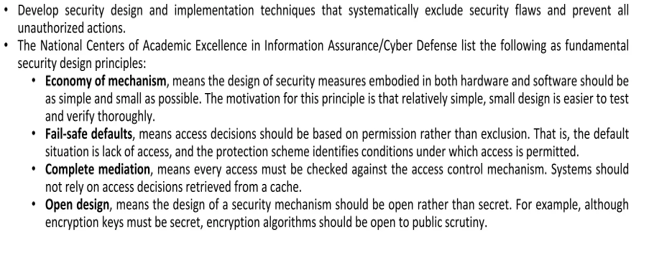 • Develop security design and implementation techniques that systematically exclude security flaws and prevent all
unauthorized actions.
• The National Centers of Academic Excellence in Information Assurance/Cyber Defense list the following as fundamental
security design principles:
• Economy of mechanism, means the design of security measures embodied in both hardware and software should be
as simple and small as possible. The motivation for this principle is that relatively simple, small design is easier to test
and verify thoroughly.
• Fail-safe defaults, means access decisions should be based on permission rather than exclusion. That is, the default
situation is lack of access, and the protection scheme identifies conditions under which access is permitted.
• Complete mediation, means every access must be checked against the access control mechanism. Systems should
not rely on access decisions retrieved from a cache.
• Open design, means the design of a security mechanism should be open rather than secret. For example, although
encryption keys must be secret, encryption algorithms should be open to public scrutiny.